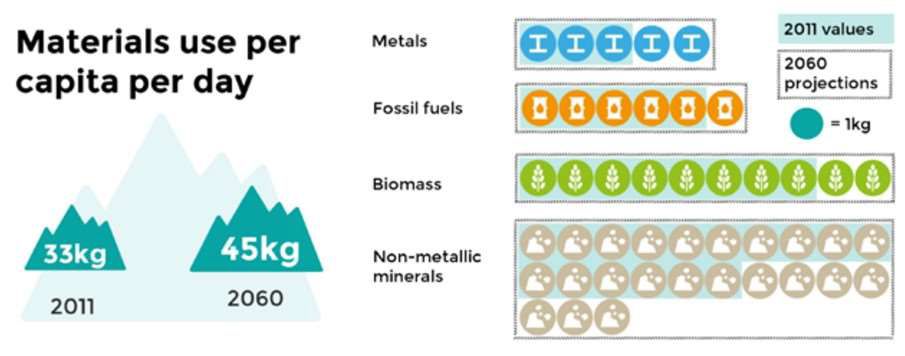 Materials use per
capita per day
33kg
2011
45kg
2060
Metals
Fossil fuels
Biomass
Non-metallic
minerals
2011 values
2060
projections
= 1kg